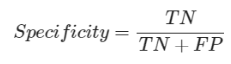 Specificity = TN / TN + FP